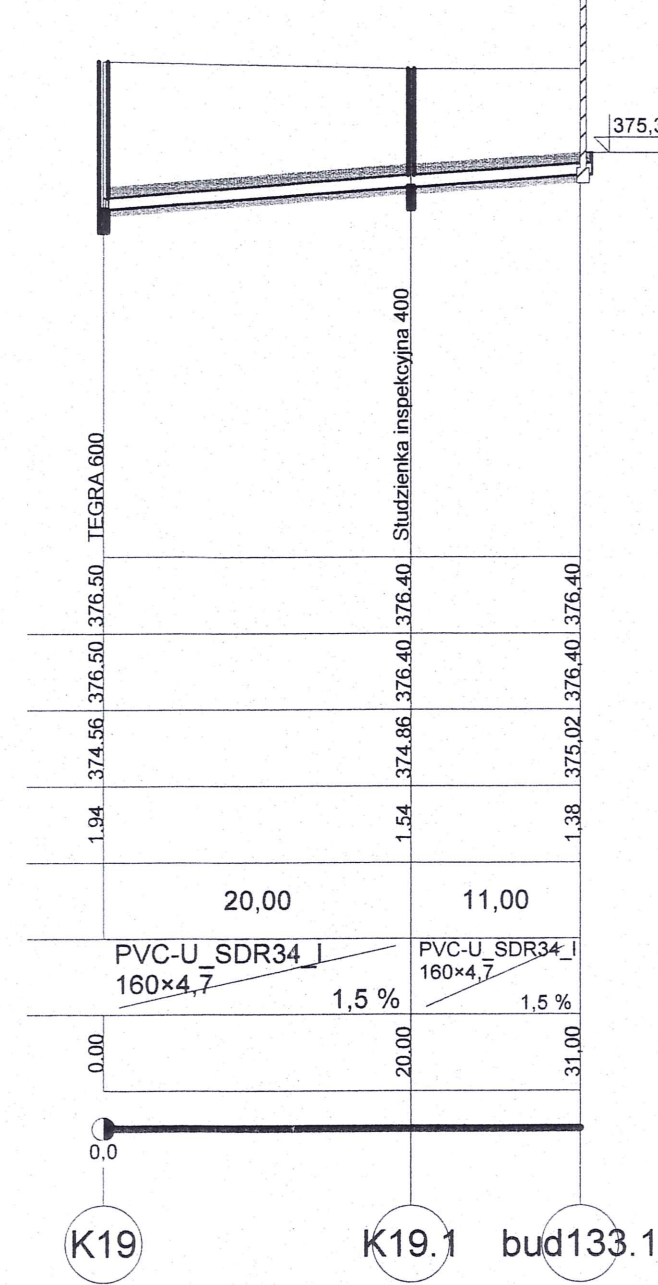 TEGRA 600
Studzienka inspekcyjna 400
376.50 376.40 376,40
376.50 376.40 376,40
374.56 374.86 375,02
1.94 1.54 1,38
20,00 11,00
PVC-U_SDR34_I PVC-U_SDR34_I
160×4,7 160×4,7
1,5 % 1,5 %
0.00 20.00 31,00
0,0
K19 K19.1 bud133.1